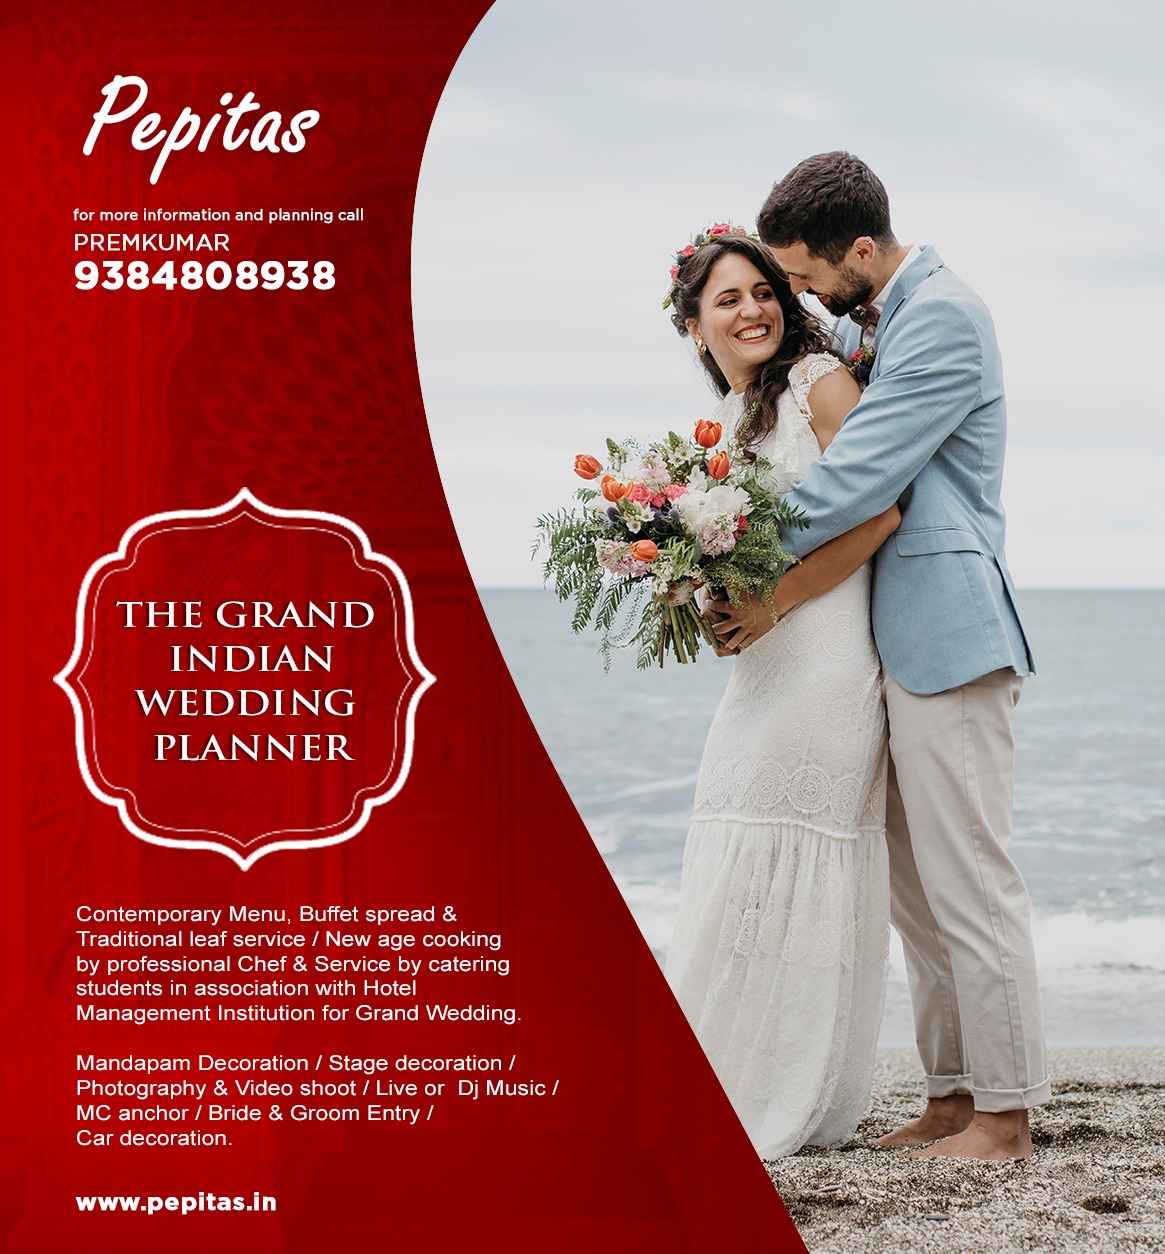 Pepitas
for more information and planning call
PREMKUMAR
9384808938
THE GRAND
INDIAN
WEDDING
PLANNER
Contemporary Menu, Buffet spread &
Traditional leaf service / New age cooking
by professional Chef & Service by catering
students in association with Hotel
Management Institution for Grand Wedding.
Mandapam Decoration / Stage decoration /
Photography & Video shoot / Live or  Dj Music /
MC anchor / Bride & Groom Entry /
Car decoration.
www.pepitas.in